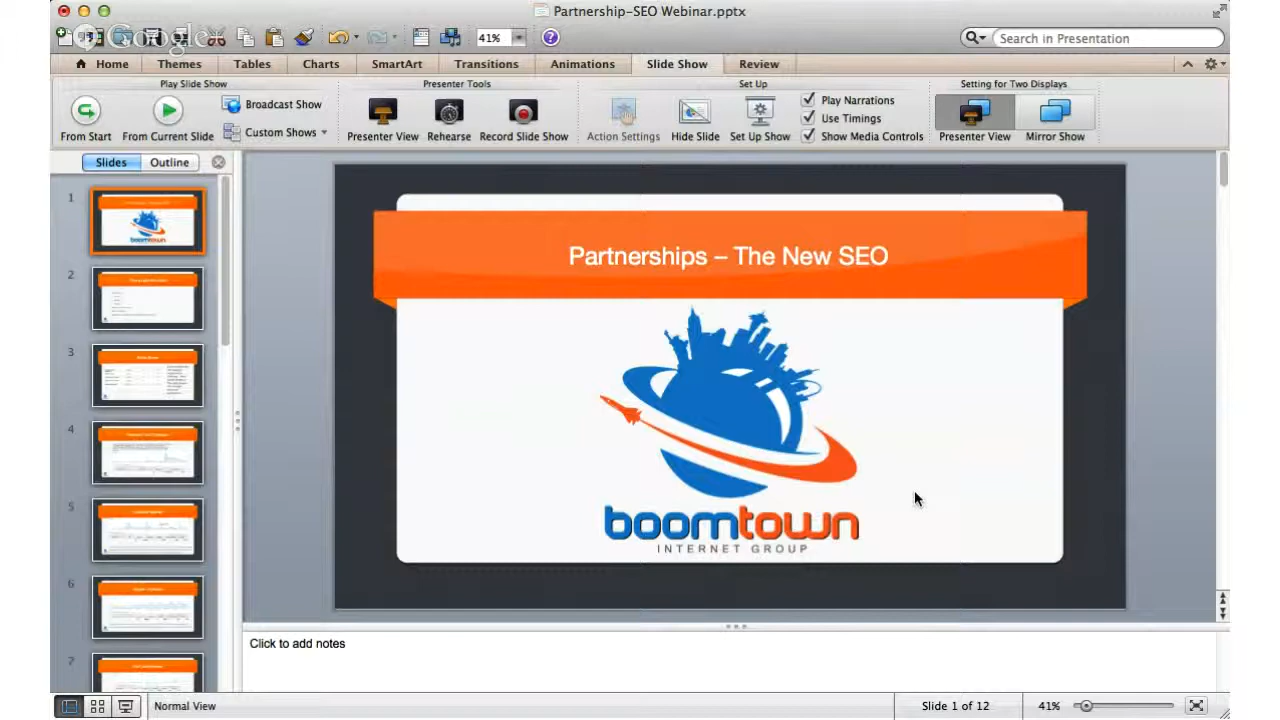 Partnership-SEO Webinar.pptx
Google
41%
Search in Presentation
Home Themes Tables Charts SmartArt Transitions Animations Slide Show Review
Play Slide Show Presenter Tools Set Up Setting for Two Displays
From Start
From Current Slide
Broadcast Show
Custom Shows
Presenter View
Rehearse
Record Slide Show
Action Settings
Hide Slide
Set Up Show
Play Narrations
Use Timings
Show Media Controls
Presenter View
Mirror Show
Slides Outline
1
2
3
4
5
6
7
Partnerships – The New SEO
boomtown
INTERNET GROUP
Click to add notes
Normal View
Slide 1 of 12
41%